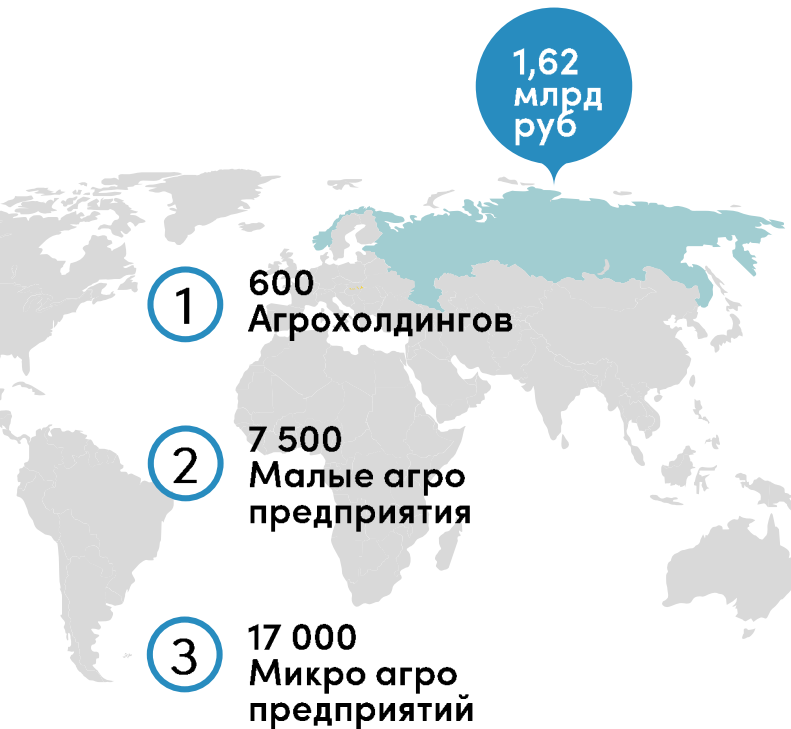 1,62
млрд
руб
1
600
Агрохолдингов
2
7 500
Малые агро
предприятия
3
17 000
Микро агро
предприятий